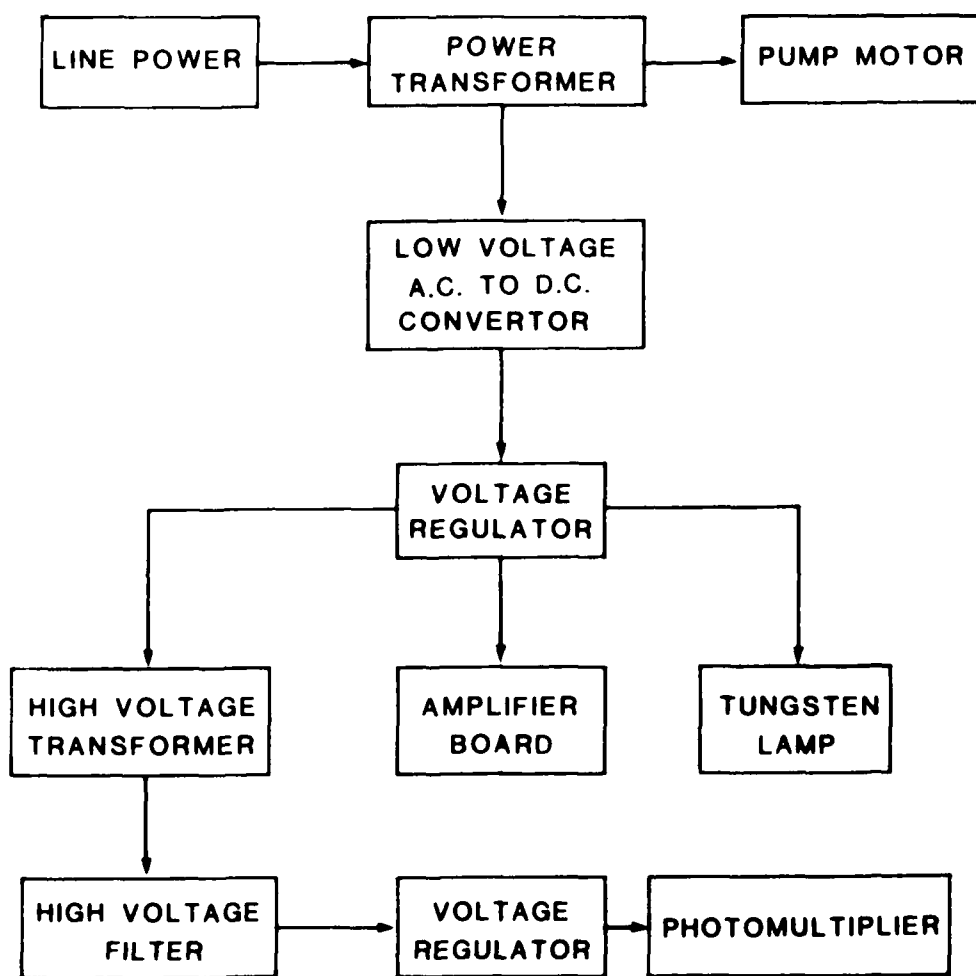 LINE POWER
POWER
TRANSFORMER
PUMP MOTOR
LOW VOLTAGE
A.C. TO D.C.
CONVERTOR
VOLTAGE
REGULATOR
HIGH VOLTAGE
TRANSFORMER
AMPLIFIER
BOARD
TUNGSTEN
LAMP
HIGH VOLTAGE
FILTER
VOLTAGE
REGULATOR
PHOTOMULTIPLIER